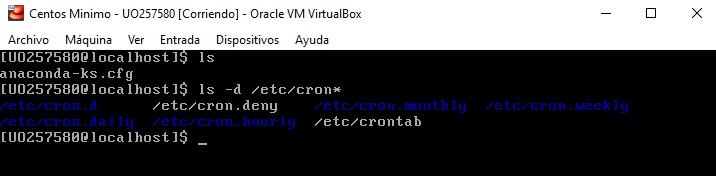 Centos Minimo - UO257580 [Corriendo] - Oracle VM VirtualBox
Archivo Máquina Ver Entrada Dispositivos Ayuda
[UO257580@localhost]$ ls
anaconda-ks.cfg
[UO257580@localhost]$ ls -d /etc/cron*
/etc/cron.d /etc/cron.deny /etc/cron.monthly /etc/cron.weekly
/etc/cron.daily /etc/cron.hourly /etc/crontab
[UO257580@localhost]$ _